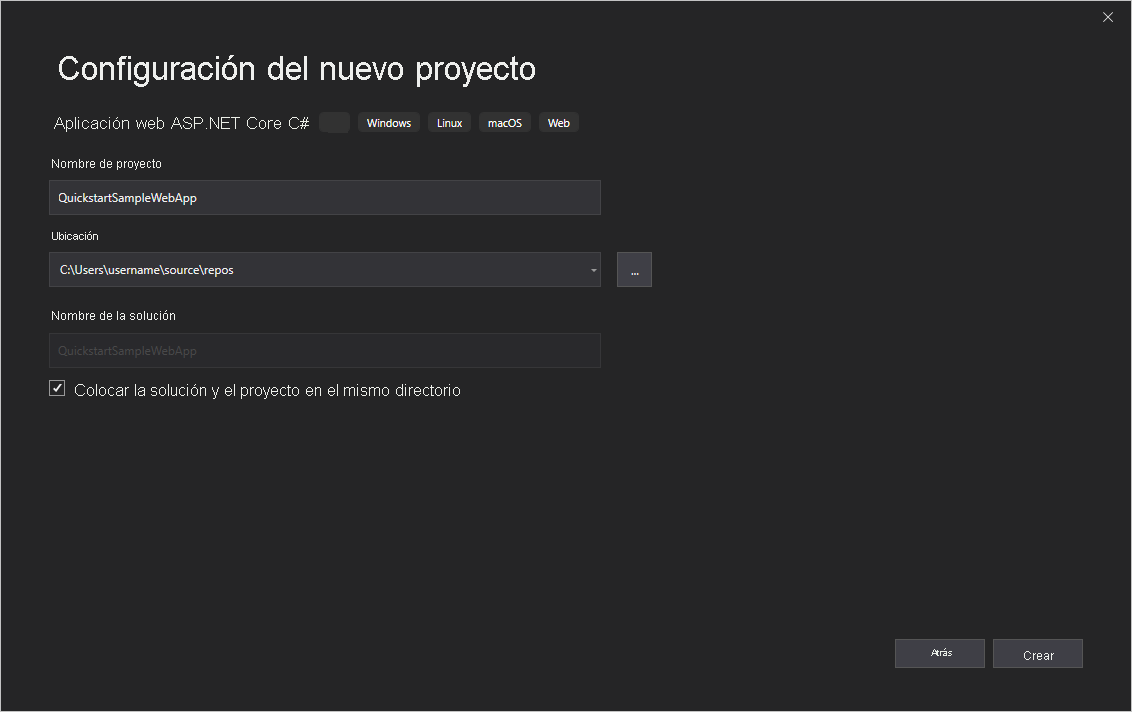 Configuración del nuevo proyecto
Aplicación web ASP.NET Core C# Windows Linux macOS Web
Nombre de proyecto
QuickstartSampleWebApp
Ubicación
C:\Users\username\source\repos
...
Nombre de la solución
QuickstartSampleWebApp
Colocar la solución y el proyecto en el mismo directorio
Atrás Crear